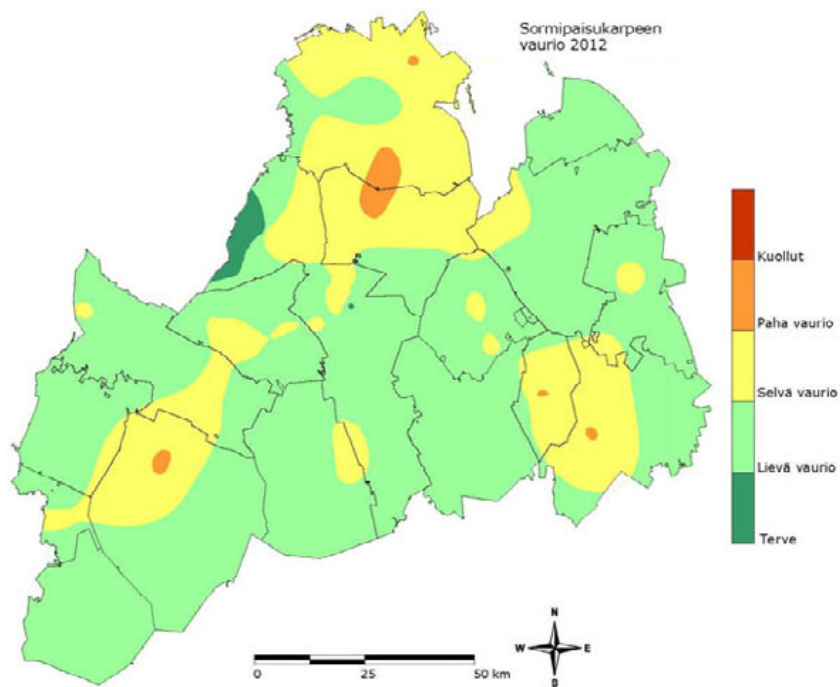 Sormipaisukarpeen
vaurio 2012
Kuollut
Paha vaurio
Selvä vaurio
Lievä vaurio
Terve
N
W E
S
0 25 50 km